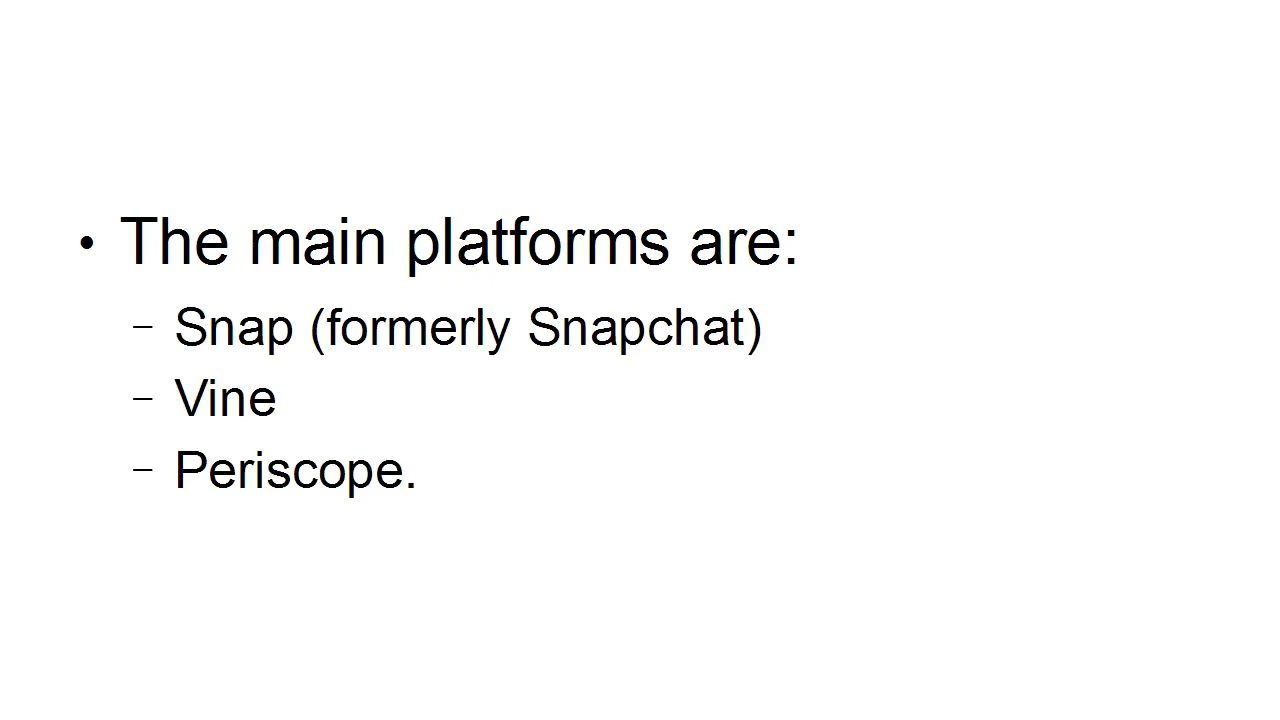 • The main platforms are:
– Snap (formerly Snapchat)
– Vine
– Periscope.